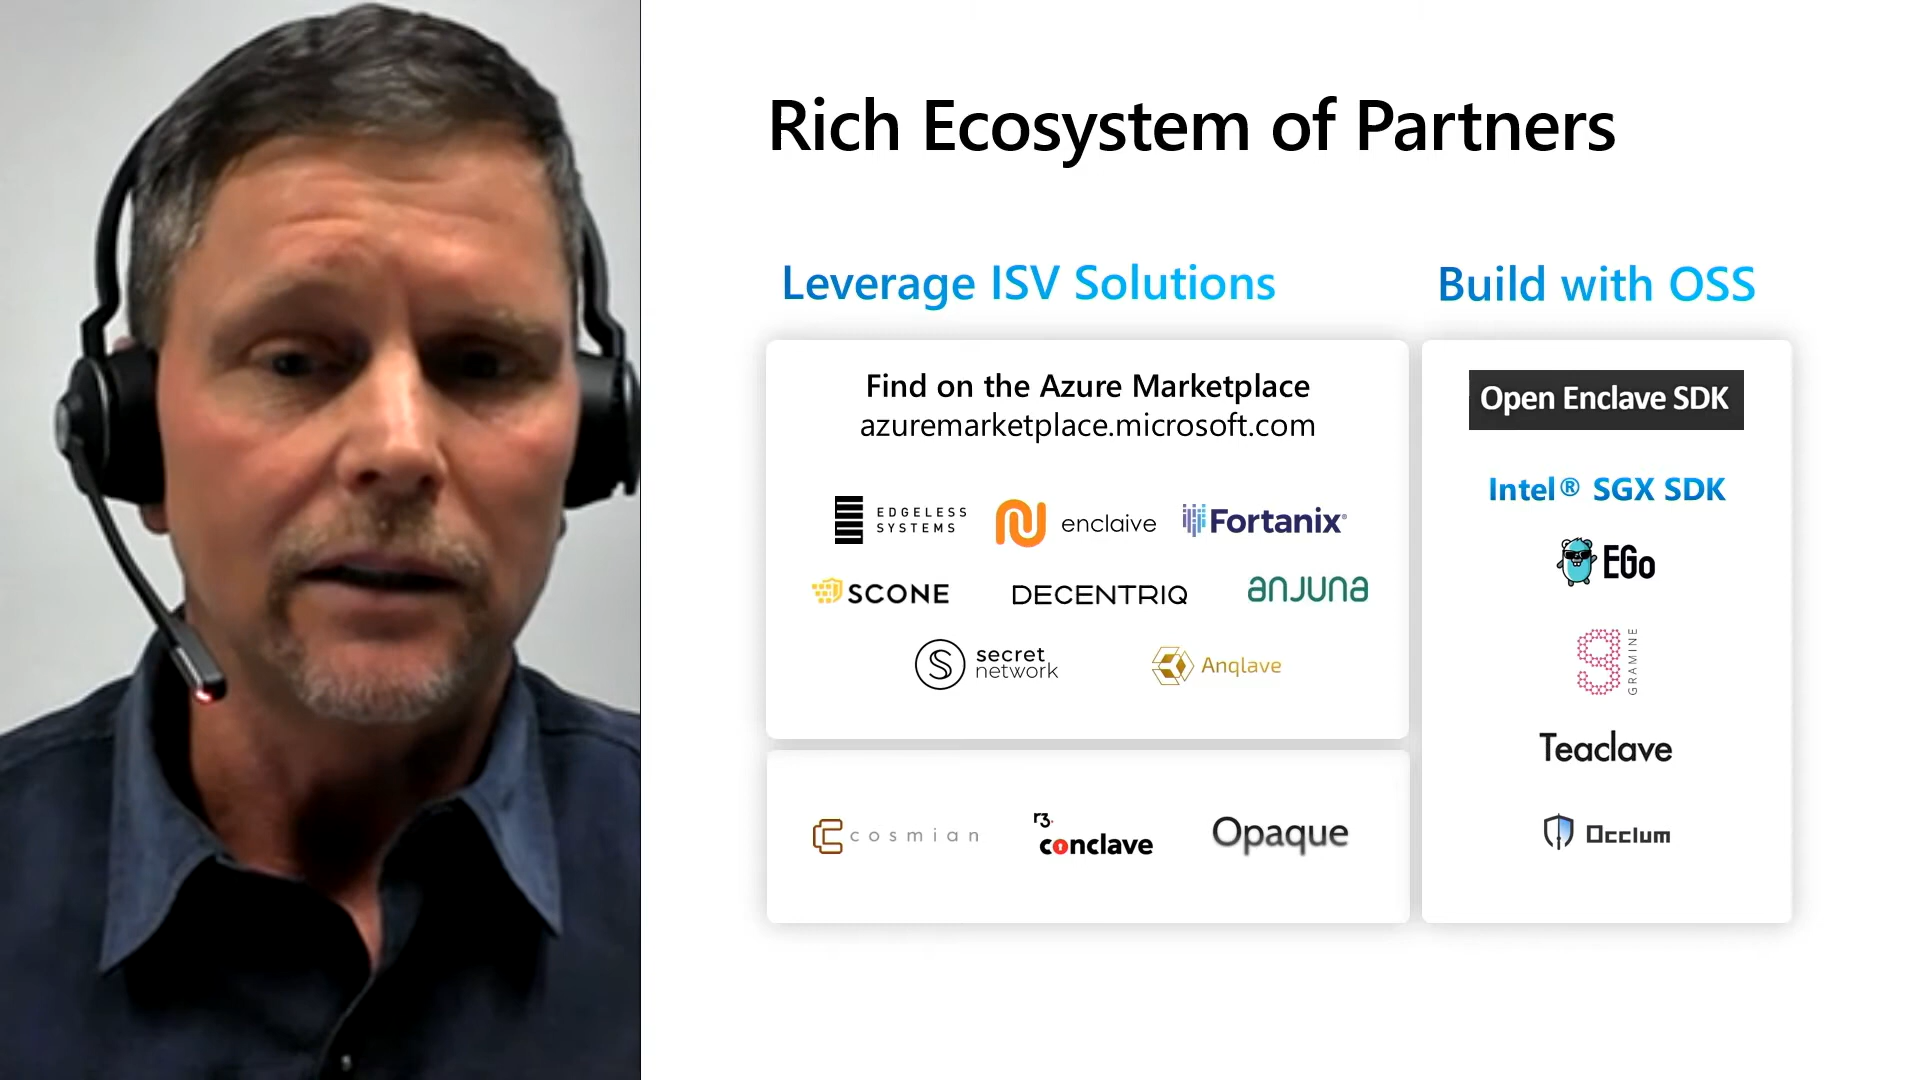 Rich Ecosystem of Partners
Leverage ISV Solutions
Find on the Azure Marketplace
azuremarketplace.microsoft.com
EDGELESS
SYSTEMS
enclaive
Fortanix®
SCONE
DECENTRIQ
anjuna
secret
network
Anqlave
cosmian
r3.
conclave
Opaque
Build with OSS
Open Enclave SDK
Intel® SGX SDK
EGo
GRAMINE
Teaclave
Occlum